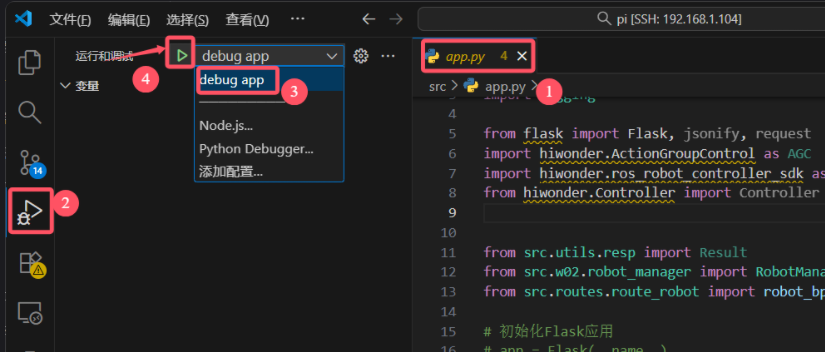 文件(F) 编辑(E) 选择(S) 查看(V) ··· pi [SSH: 192.168.1.104]
运行和调试 debug app ···
4
debug app
3
变量
Node.js...
Python Debugger...
添加配置...
14
2
app.py 4
src > app.py >
1
4
5 from flask import Flask, jsonify, request
6 import hiwonder.ActionGroupControl as AGC
7 import hiwonder.ros_robot_controller_sdk as
8 from hiwonder.Controller import Controller
9
10
11 from src.utils.resp import Result
12 from src.w02.robot_manager import RobotMana
13 from src.routes.route_robot import robot_bp
14
15 # 初始化Flask应用
16 # app = Flask(__name__)